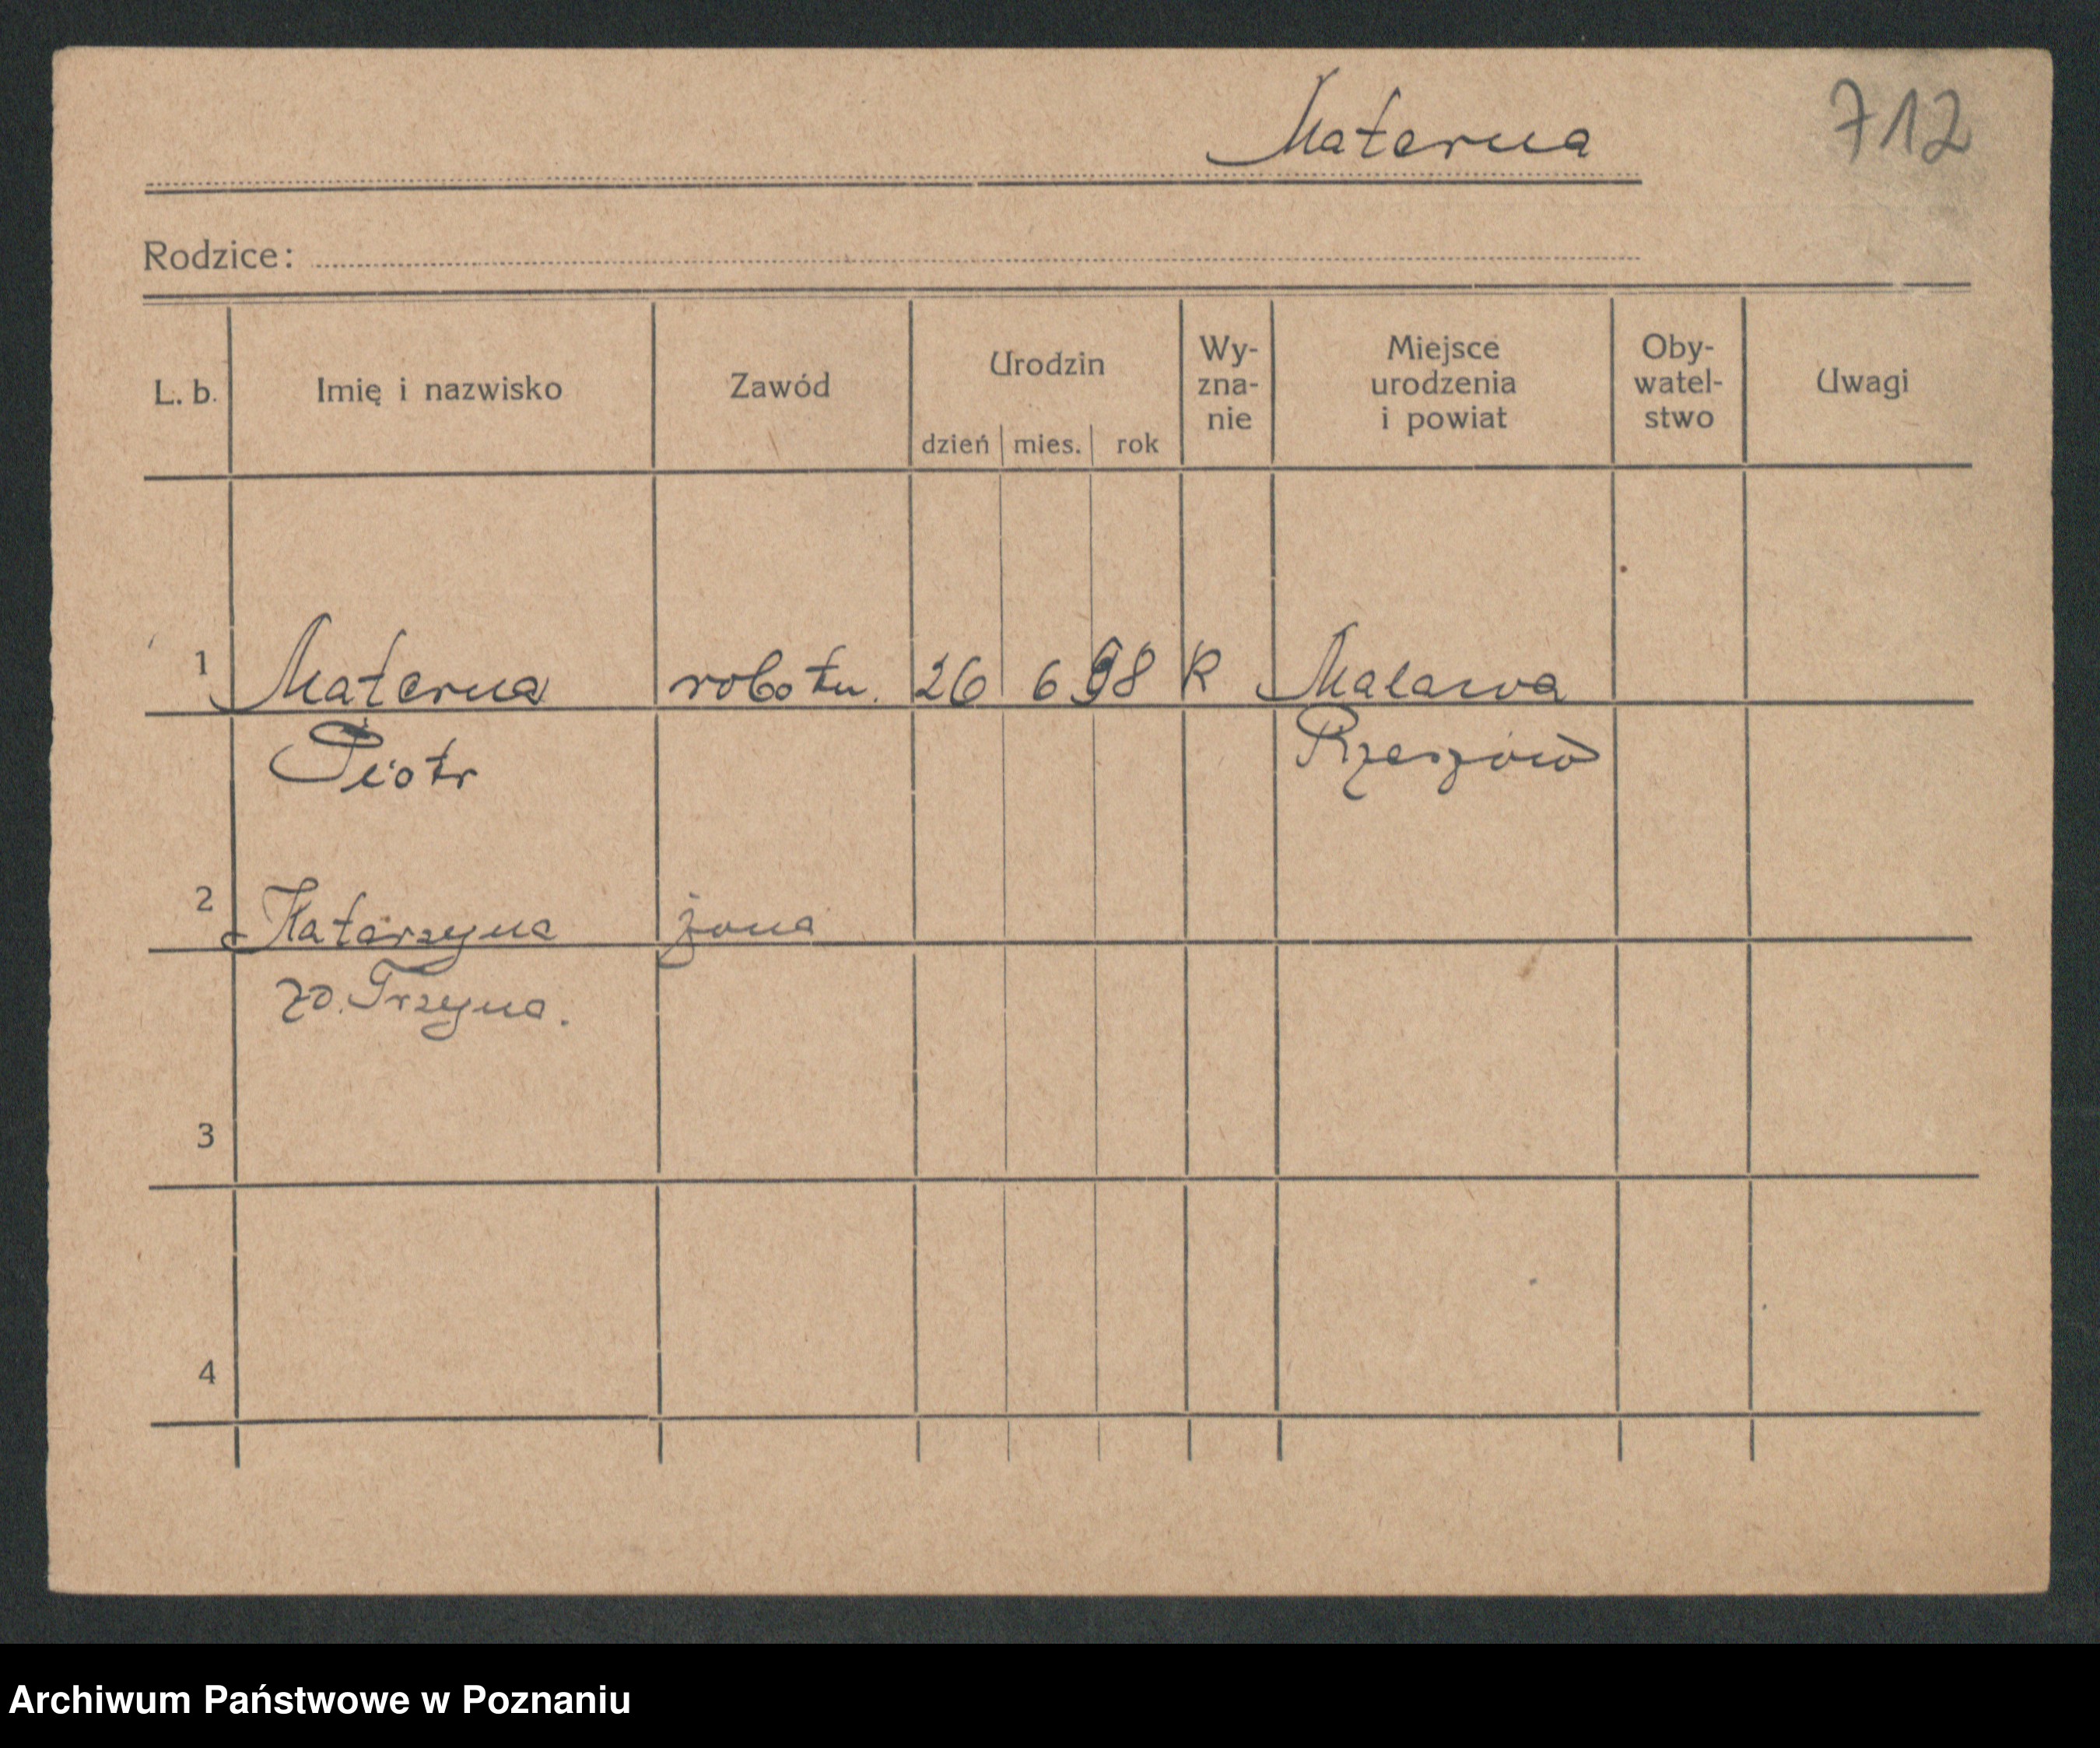 Materna 712
Rodzice:
L. b. Imię i nazwisko Zawód Urodzin dzień mies. rok Wy-zna-nie Miejsce urodzenia i powiat Oby-watel-stwo Uwagi
1 Materna robotn. 26 6 98 K Malawa
Piotr Rzeszów
2 Katarzyna żona
zd. Trzyna.
3
4
Archiwum Państwowe w Poznaniu